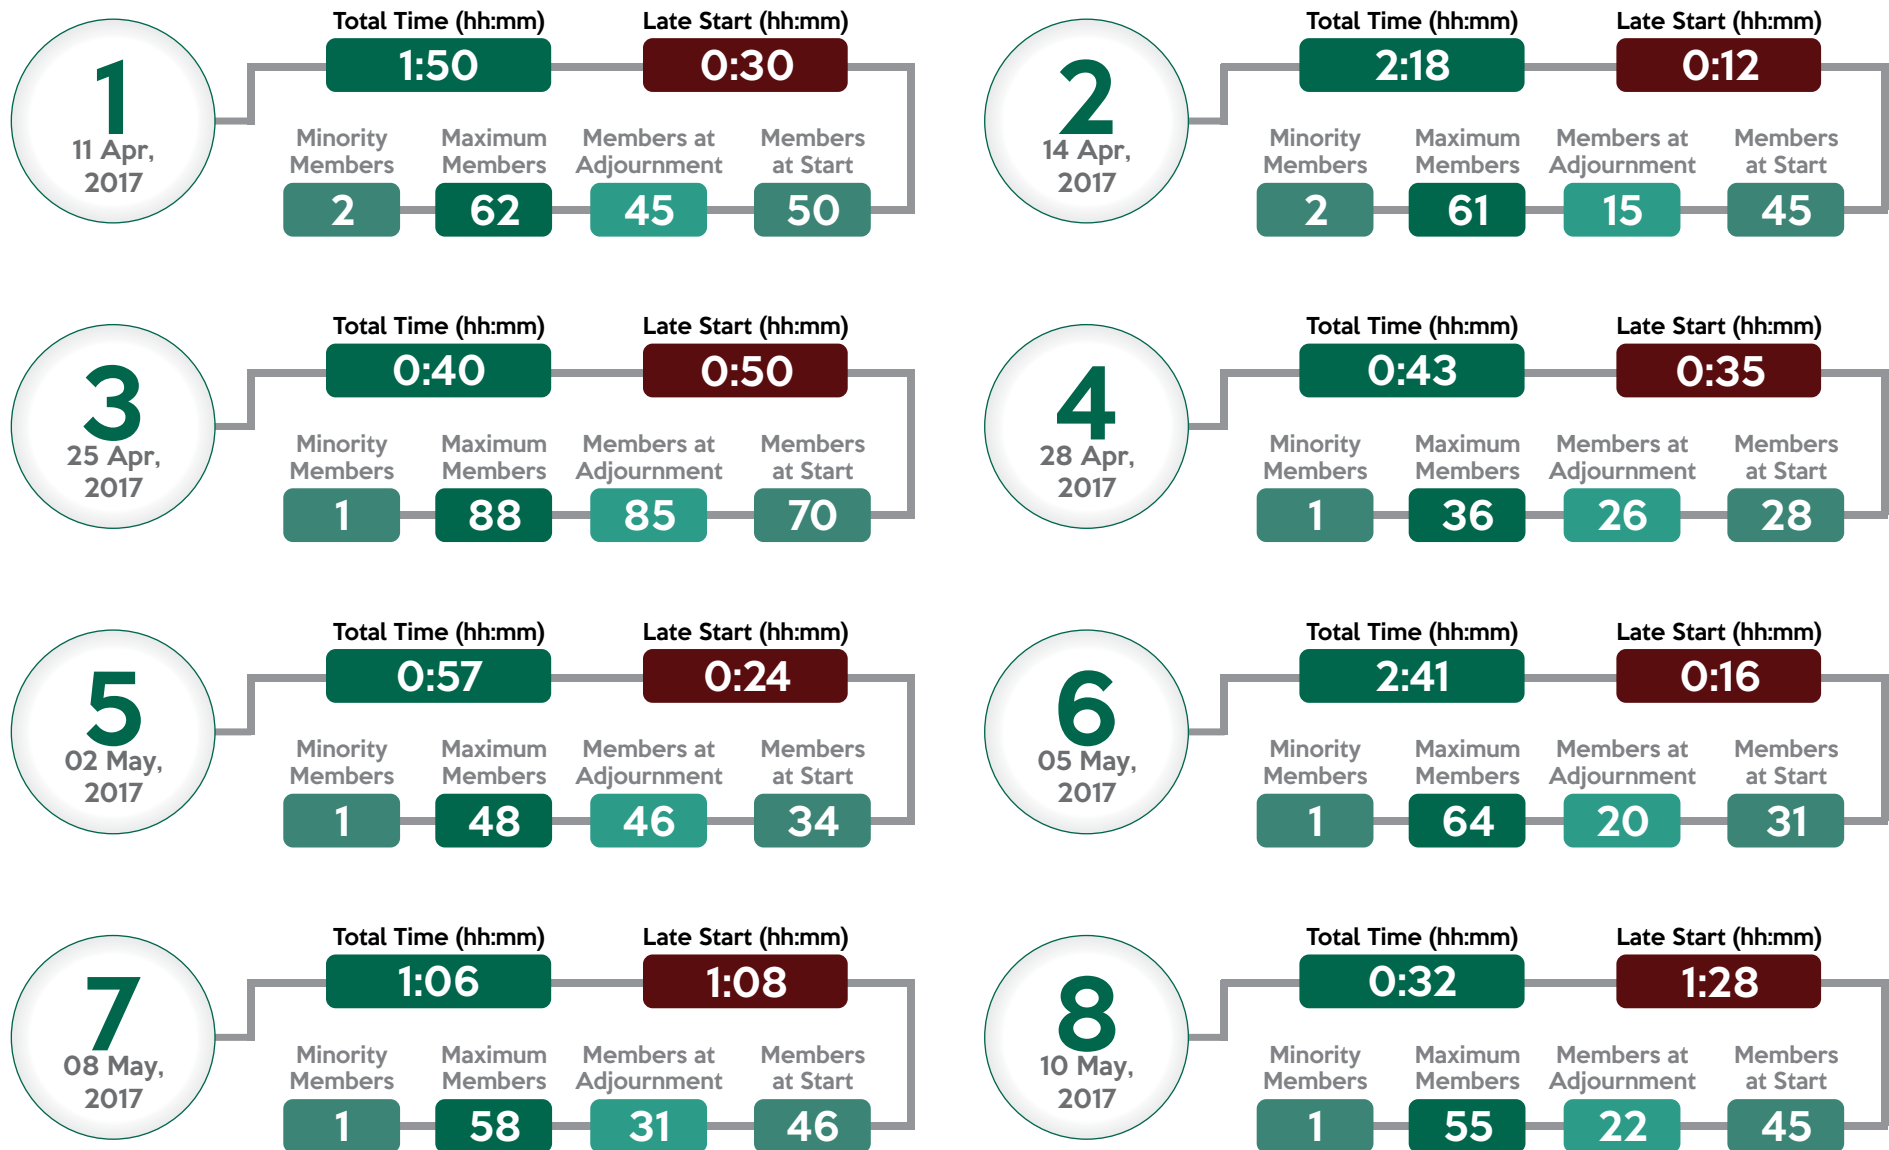 Total Time (hh:mm) Late Start (hh:mm)
1:50 0:30
1
11 Apr,
2017
Minority Maximum Members at Members
Members Members Adjournment at Start
2 62 45 50
Total Time (hh:mm) Late Start (hh:mm)
2:18 0:12
2
14 Apr,
2017
Minority Maximum Members at Members
Members Members Adjournment at Start
2 61 15 45
Total Time (hh:mm) Late Start (hh:mm)
0:40 0:50
3
25 Apr,
2017
Minority Maximum Members at Members
Members Members Adjournment at Start
1 88 85 70
Total Time (hh:mm) Late Start (hh:mm)
0:43 0:35
4
28 Apr,
2017
Minority Maximum Members at Members
Members Members Adjournment at Start
1 36 26 28
Total Time (hh:mm) Late Start (hh:mm)
0:57 0:24
5
02 May,
2017
Minority Maximum Members at Members
Members Members Adjournment at Start
1 48 46 34
Total Time (hh:mm) Late Start (hh:mm)
2:41 0:16
6
05 May,
2017
Minority Maximum Members at Members
Members Members Adjournment at Start
1 64 20 31
Total Time (hh:mm) Late Start (hh:mm)
1:06 1:08
7
08 May,
2017
Minority Maximum Members at Members
Members Members Adjournment at Start
1 58 31 46
Total Time (hh:mm) Late Start (hh:mm)
0:32 1:28
8
10 May,
2017
Minority Maximum Members at Members
Members Members Adjournment at Start
1 55 22 45